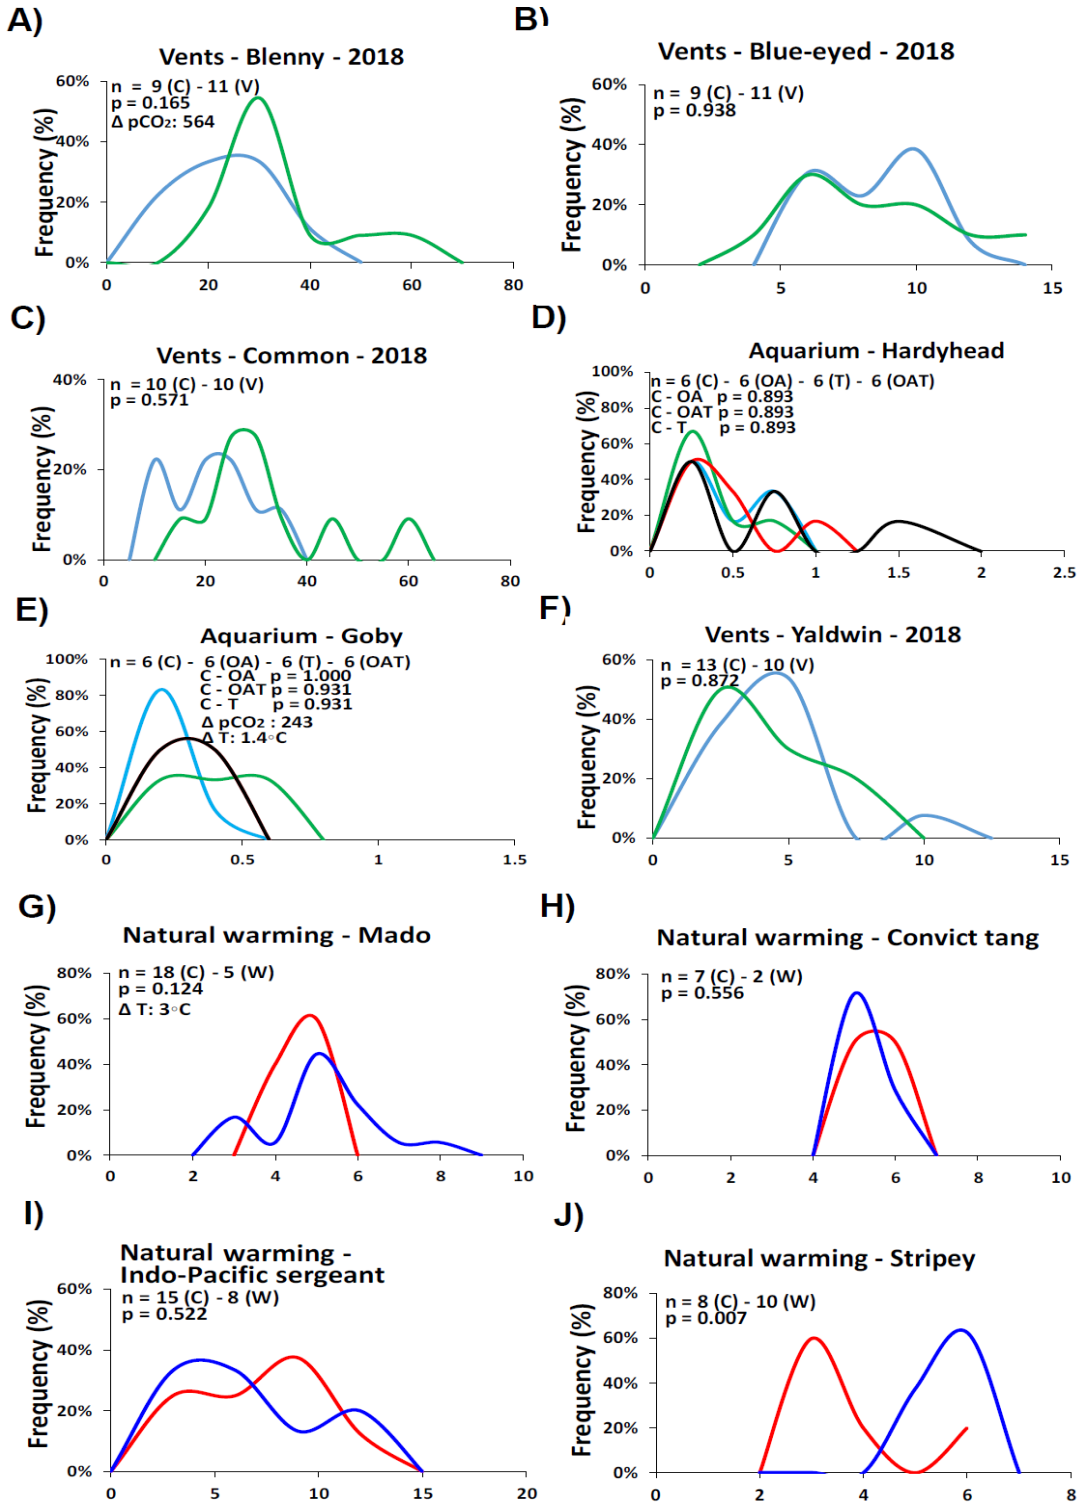 A)
Vents - Blenny - 2018
n = 9 (C) - 11 (V)
p = 0.165
Δ pCO₂: 564
Frequency (%)
60%
40%
20%
0%
0 20 40 60 80
B)
Vents - Blue-eyed - 2018
n = 9 (C) - 11 (V)
p = 0.938
Frequency (%)
60%
40%
20%
0%
0 5 10 15
C)
Vents - Common - 2018
n = 10 (C) - 10 (V)
p = 0.571
Frequency (%)
40%
20%
0%
0 20 40 60 80
D)
Aquarium - Hardyhead
n = 6 (C) - 6 (OA) - 6 (T) - 6 (OAT)
C - OA p = 0.893
C - OAT p = 0.893
C - T p = 0.893
Frequency (%)
100%
80%
60%
40%
20%
0%
0 0.5 1 1.5 2 2.5
E)
Aquarium - Goby
n = 6 (C) - 6 (OA) - 6 (T) - 6 (OAT)
C - OA p = 1.000
C - OAT p = 0.931
C - T p = 0.931
Δ pCO₂ : 243
Δ T: 1.4◦C
Frequency (%)
100%
80%
60%
40%
20%
0%
0 0.5 1 1.5
F)
Vents - Yaldwin - 2018
n = 13 (C) - 10 (V)
p = 0.872
Frequency (%)
60%
40%
20%
0%
0 5 10 15
G)
Natural warming - Mado
n = 18 (C) - 5 (W)
p = 0.124
Δ T: 3◦C
Frequency (%)
80%
60%
40%
20%
0%
0 2 4 6 8 10
H)
Natural warming - Convict tang
n = 7 (C) - 2 (W)
p = 0.556
Frequency (%)
80%
60%
40%
20%
0%
0 2 4 6 8 10
I)
Natural warming -
Indo-Pacific sergeant
n = 15 (C) - 8 (W)
p = 0.522
Frequency (%)
60%
40%
20%
0%
0 5 10 15 20
J)
Natural warming - Stripey
n = 8 (C) - 10 (W)
p = 0.007
Frequency (%)
80%
60%
40%
20%
0%
0 2 4 6 8